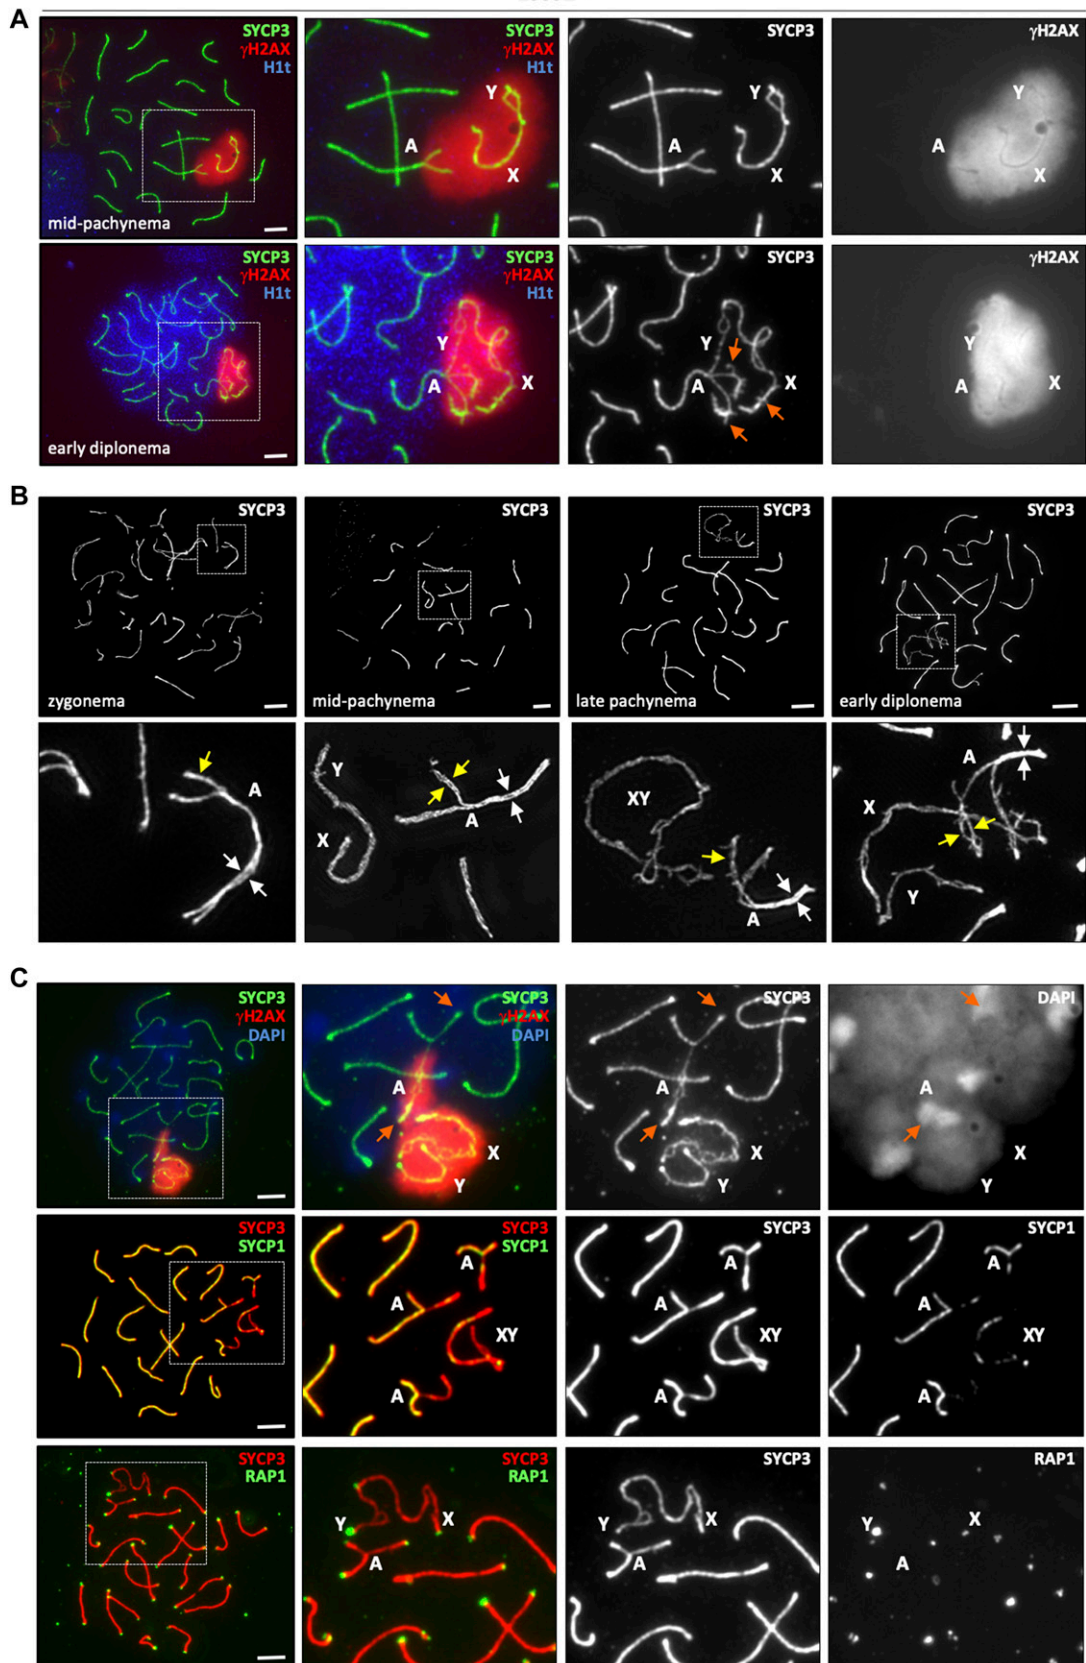 A
SYCP3
γH2AX
H1t
mid-pachynema
Y
A
X
SYCP3
γH2AX
H1t
Y
A
X
SYCP3
Y
A
X
γH2AX
SYCP3
γH2AX
H1t
early diplonema
Y
A
X
SYCP3
γH2AX
H1t
Y
A
X
SYCP3
Y
A
X
γH2AX
B
SYCP3
zygonema
SYCP3
mid-pachynema
SYCP3
late pachynema
SYCP3
early diplonema
A
Y
X
A
XY
A
A
X
Y
C
SYCP3
γH2AX
DAPI
A
X
Y
SYCP3
γH2AX
A
X
Y
SYCP3
A
X
Y
DAPI
SYCP3
SYCP1
A
A
XY
A
SYCP3
SYCP1
A
A
XY
A
SYCP3
A
A
XY
A
SYCP1
SYCP3
RAP1
Y
X
A
SYCP3
RAP1
Y
X
A
SYCP3
Y
X
A
RAP1